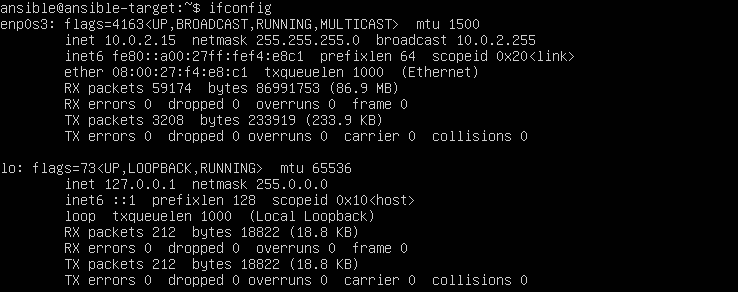 ansible@ansible-target:~$ ifconfig
enp0s3: flags=4163<UP,BROADCAST,RUNNING,MULTICAST>  mtu 1500
        inet 10.0.2.15  netmask 255.255.255.0  broadcast 10.0.2.255
        inet6 fe80::a00:27ff:fef4:e8c1  prefixlen 64  scopeid 0x20<link>
        ether 08:00:27:f4:e8:c1  txqueuelen 1000  (Ethernet)
        RX packets 59174  bytes 86991753 (86.9 MB)
        RX errors 0  dropped 0  overruns 0  frame 0
        TX packets 3208  bytes 233919 (233.9 KB)
        TX errors 0  dropped 0 overruns 0  carrier 0  collisions 0

lo: flags=73<UP,LOOPBACK,RUNNING>  mtu 65536
        inet 127.0.0.1  netmask 255.0.0.0
        inet6 ::1  prefixlen 128  scopeid 0x10<host>
        loop  txqueuelen 1000  (Local Loopback)
        RX packets 212  bytes 18822 (18.8 KB)
        RX errors 0  dropped 0  overruns 0  frame 0
        TX packets 212  bytes 18822 (18.8 KB)
        TX errors 0  dropped 0 overruns 0  carrier 0  collisions 0